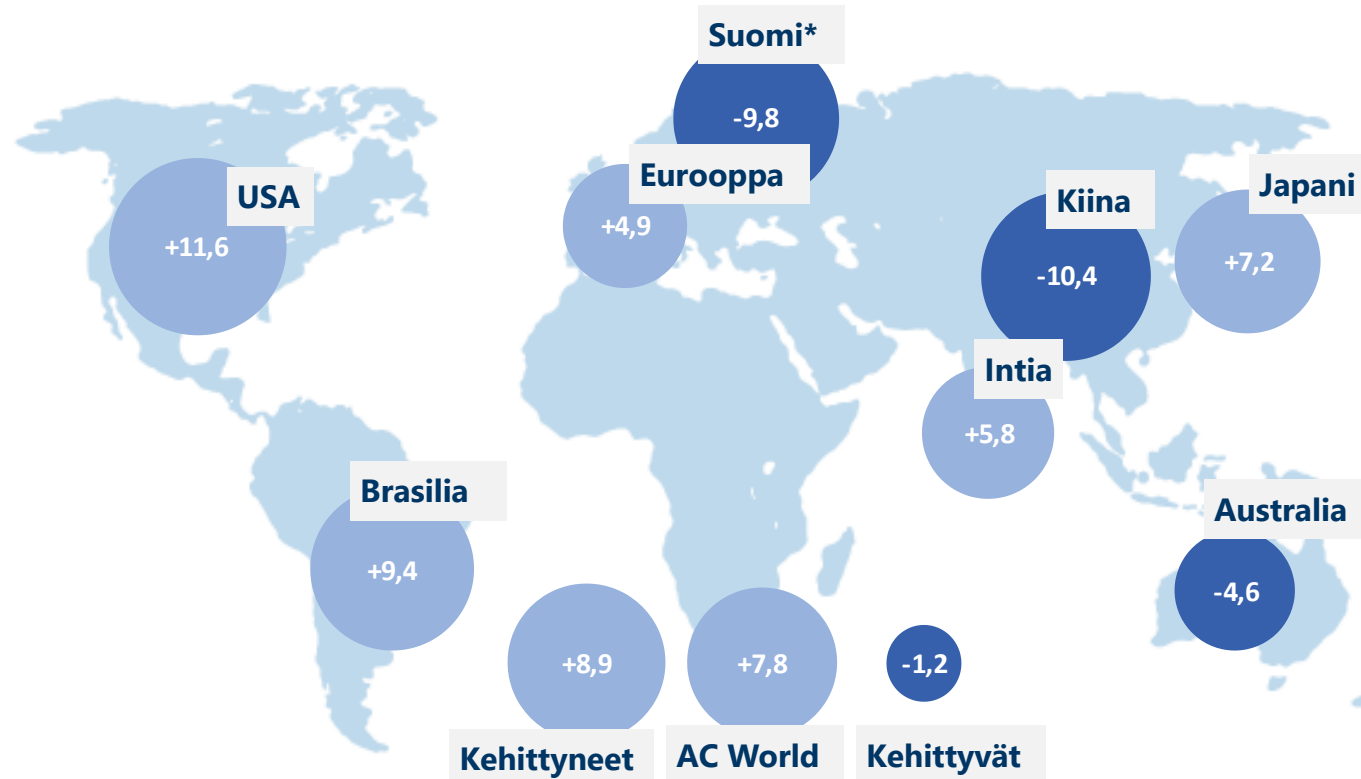 Suomi*
-9,8
USA
+11,6
Eurooppa
+4,9
Kiina
-10,4
Japani
+7,2
Intia
+5,8
Brasilia
+9,4
Australia
-4,6
+8,9
Kehittyneet
+7,8
AC World
-1,2
Kehittyvät